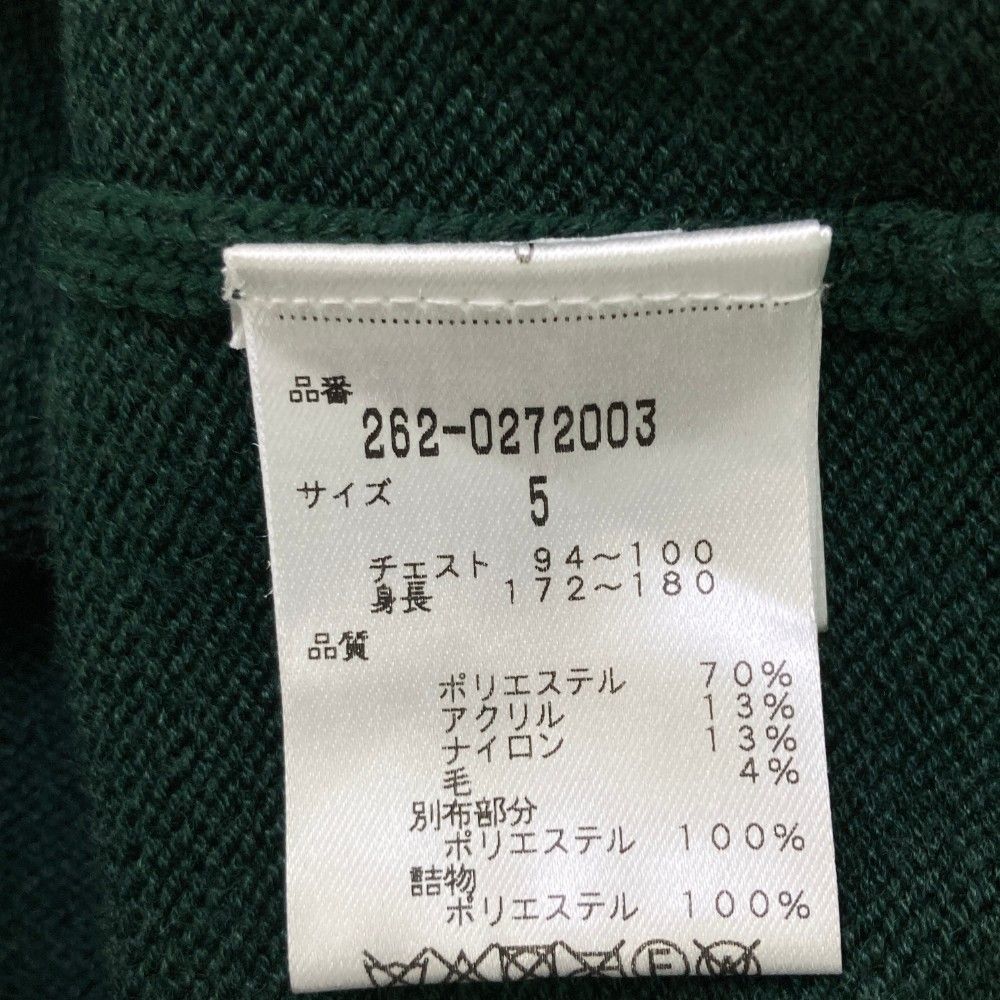 品番
262-0272003
サイズ 5
チェスト 94〜100
身長 172〜180
品質
ポリエステル 70%
アクリル 13%
ナイロン 13%
毛 4%
別布部分
ポリエステル 100%
詰物
ポリエステル 100%